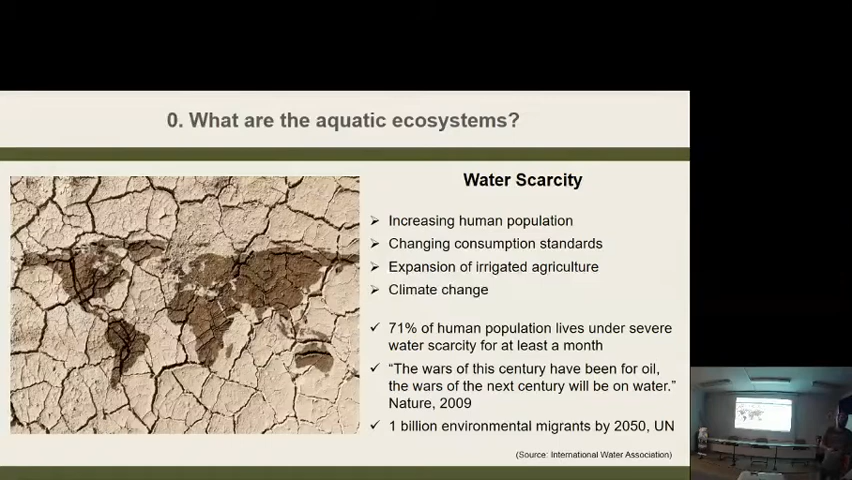 0. What are the aquatic ecosystems?
Water Scarcity
Increasing human population
Changing consumption standards
Expansion of irrigated agriculture
Climate change
71% of human population lives under severe
water scarcity for at least a month
“The wars of this century have been for oil,
the wars of the next century will be on water.”
Nature, 2009
1 billion environmental migrants by 2050, UN
(Source: International Water Association)